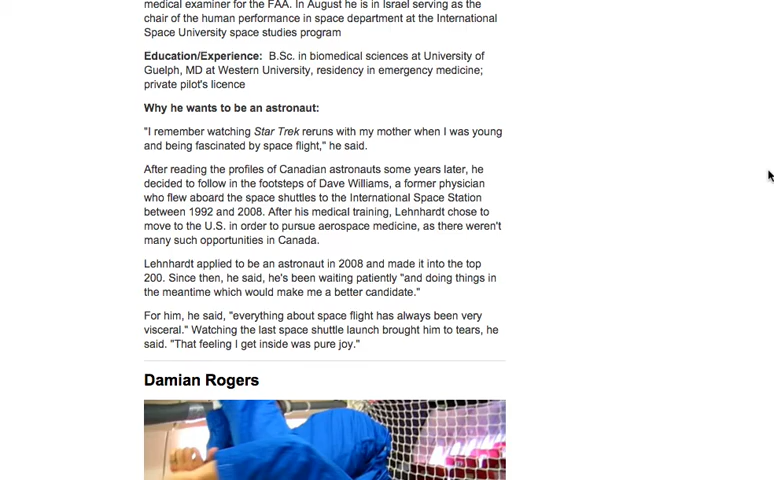 medical examiner for the FAA. In August he is in Israel serving as the
chair of the human performance in space department at the International
Space University space studies program
Education/Experience: B.Sc. in biomedical sciences at University of
Guelph, MD at Western University, residency in emergency medicine;
private pilot's licence
Why he wants to be an astronaut:
"I remember watching Star Trek reruns with my mother when I was young
and being fascinated by space flight," he said.
After reading the profiles of Canadian astronauts some years later, he
decided to follow in the footsteps of Dave Williams, a former physician
who flew aboard the space shuttles to the International Space Station
between 1992 and 2008. After his medical training, Lehnhardt chose to
move to the U.S. in order to pursue aerospace medicine, as there weren't
many such opportunities in Canada.
Lehnhardt applied to be an astronaut in 2008 and made it into the top
200. Since then, he said, he's been waiting patiently "and doing things in
the meantime which would make me a better candidate."
For him, he said, "everything about space flight has always been very
visceral." Watching the last space shuttle launch brought him to tears, he
said. "That feeling I get inside was pure joy."
Damian Rogers